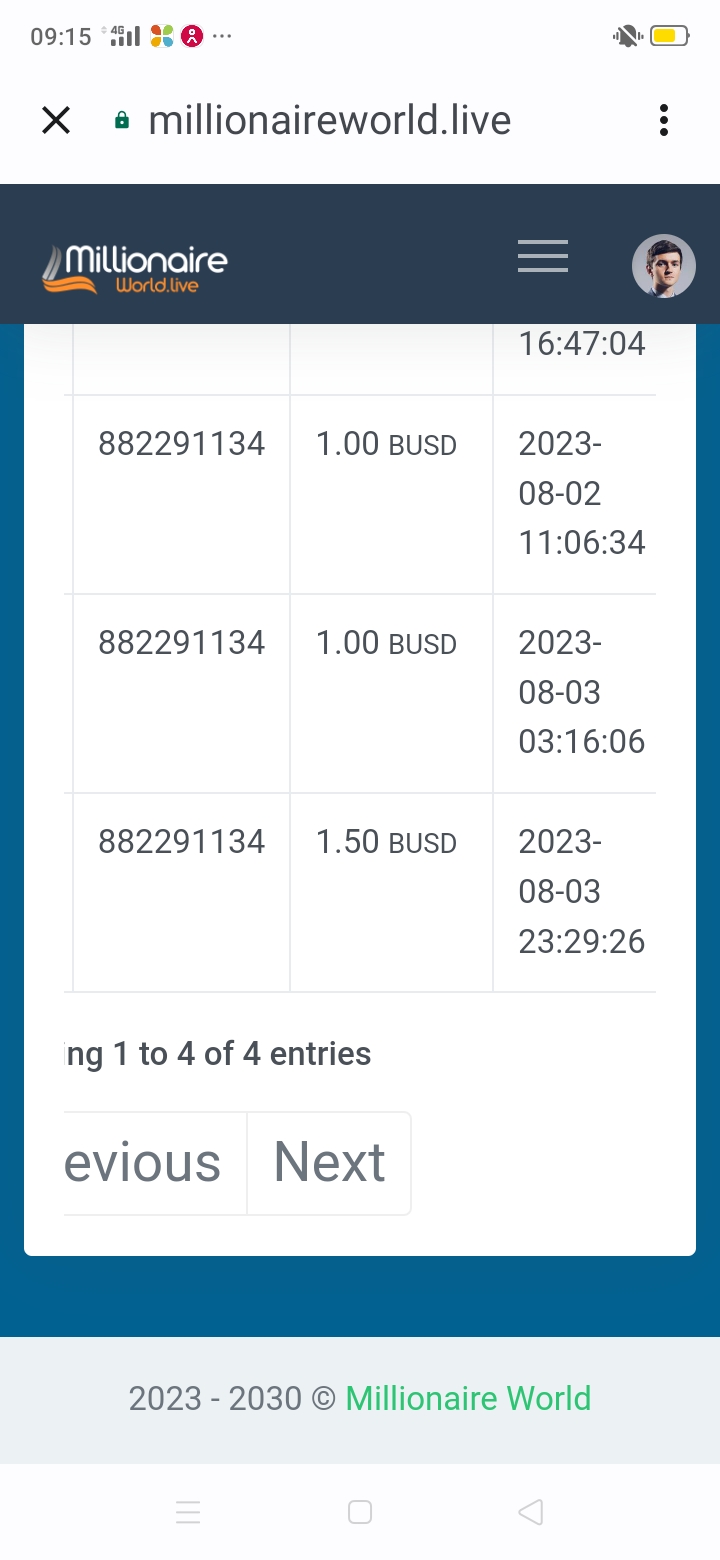 09:15 4G ...
millionaireworld.live
Millionaire
World.live
16:47:04
882291134 1.00 BUSD 2023-
08-02
11:06:34
882291134 1.00 BUSD 2023-
08-03
03:16:06
882291134 1.50 BUSD 2023-
08-03
23:29:26
ing 1 to 4 of 4 entries
evious Next
2023 - 2030 © Millionaire World